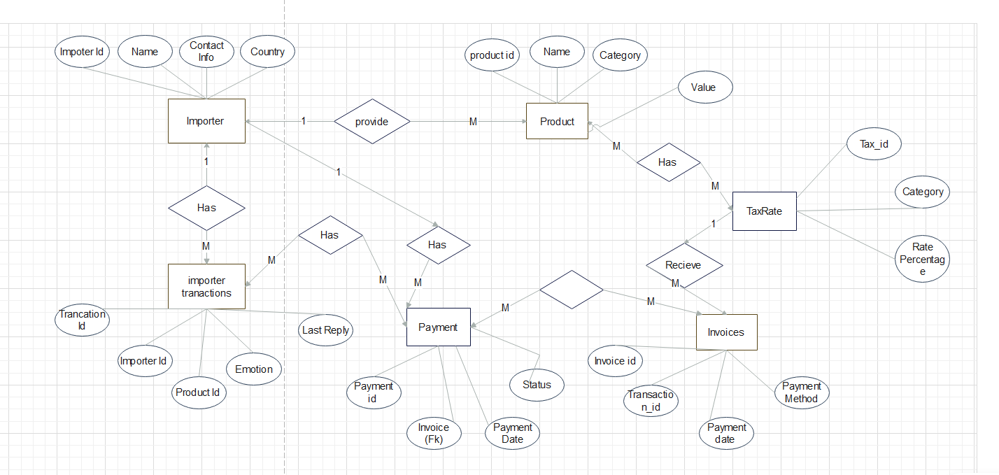 Impoter Id
Name
Contact
Info
Country
product id
Name
Category
Value
Importer
1
provide
M
Product
M
Has
Tax_id
1
1
M
Category
Has
TaxRate
1
M
Has
Has
Recieve
Rate
Percentag
e
M
M
M
M
importer
tranactions
M
M
Trancation
Id
Last Reply
Payment
Invoices
Importer Id
Emotion
Product Id
Invoice id
Payment
id
Status
Transactio
n_id
Payment
Method
Invoice
(Fk)
Payment
Date
Payment
date